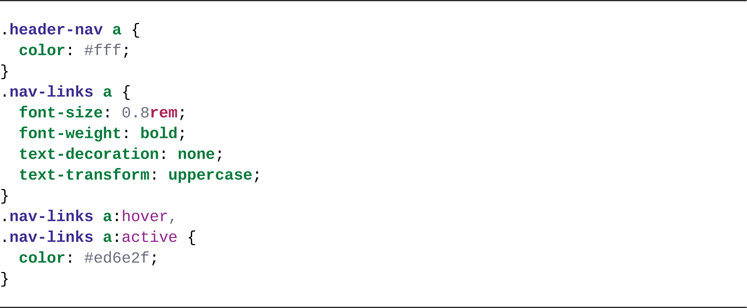 .header-nav a {
  color: #fff;
}
.nav-links a {
  font-size: 0.8rem;
  font-weight: bold;
  text-decoration: none;
  text-transform: uppercase;
}
.nav-links a:hover,
.nav-links a:active {
  color: #ed6e2f;
}